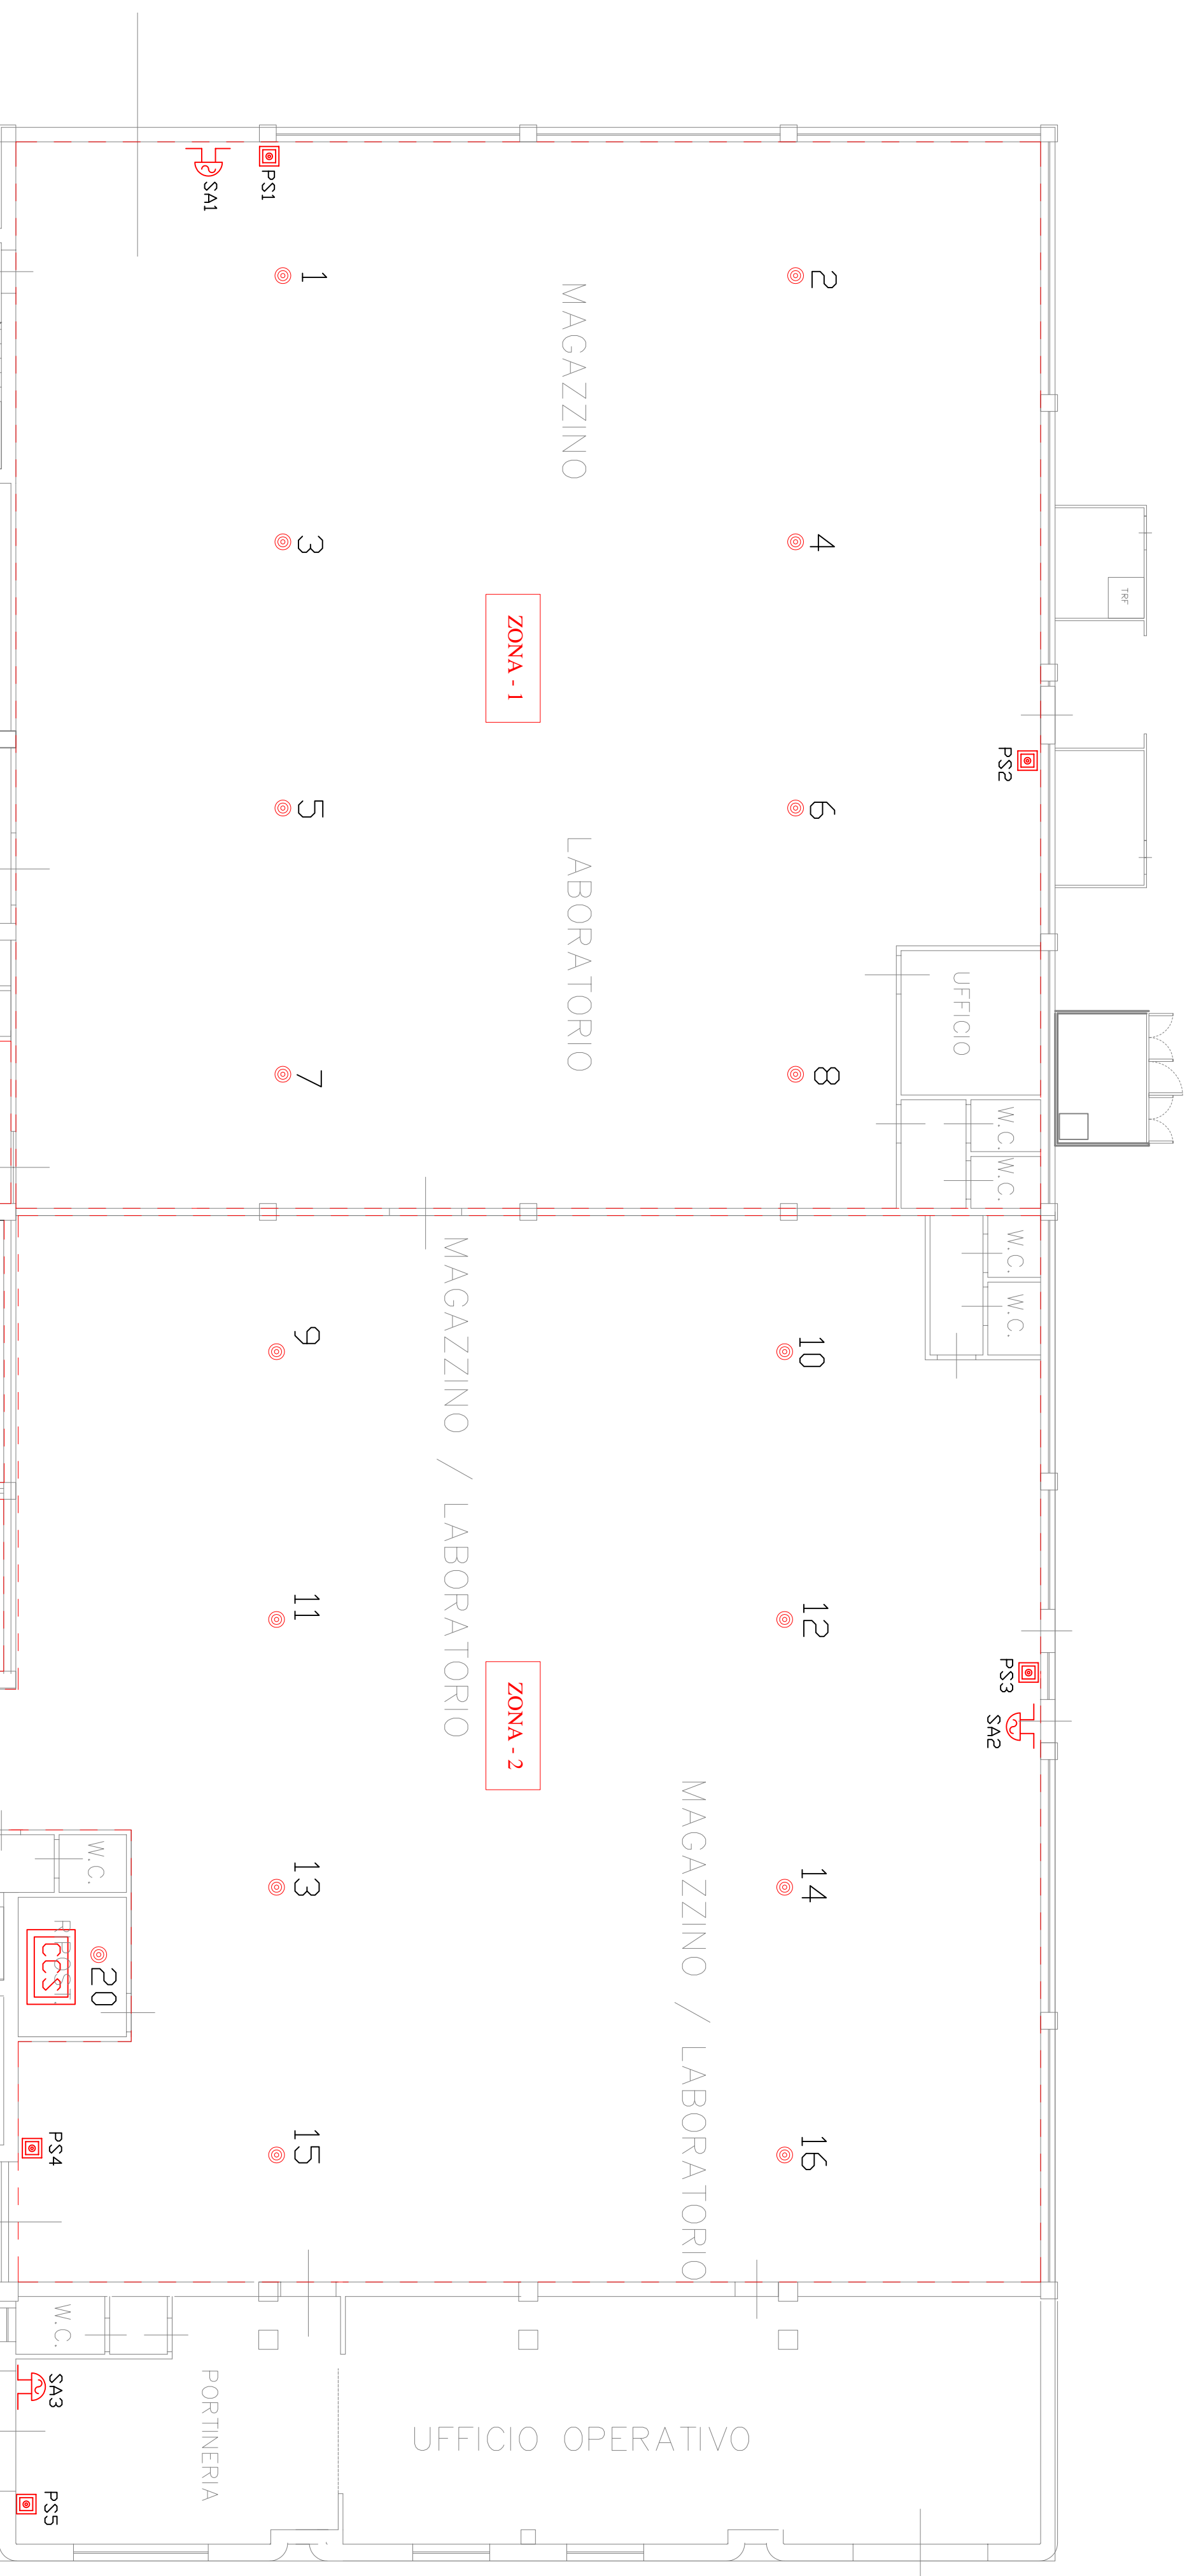 SA1
PS1
1
2
MAGAZZINO
3
4
TRF
ZONA - 1
PS2
5
6
LABORATORIO
UFFICIO
7
8
W.C.
W.C.
W.C.
W.C.
MAGAZZINO / LABORATORIO
9
10
11
12
PS3
SA2
ZONA - 2
MAGAZZINO / LABORATORIO
W.C.
13
14
RIPOST.
CCS
20
PS4
15
16
W.C.
SA3
PORTINERIA
UFFICIO OPERATIVO
PS5